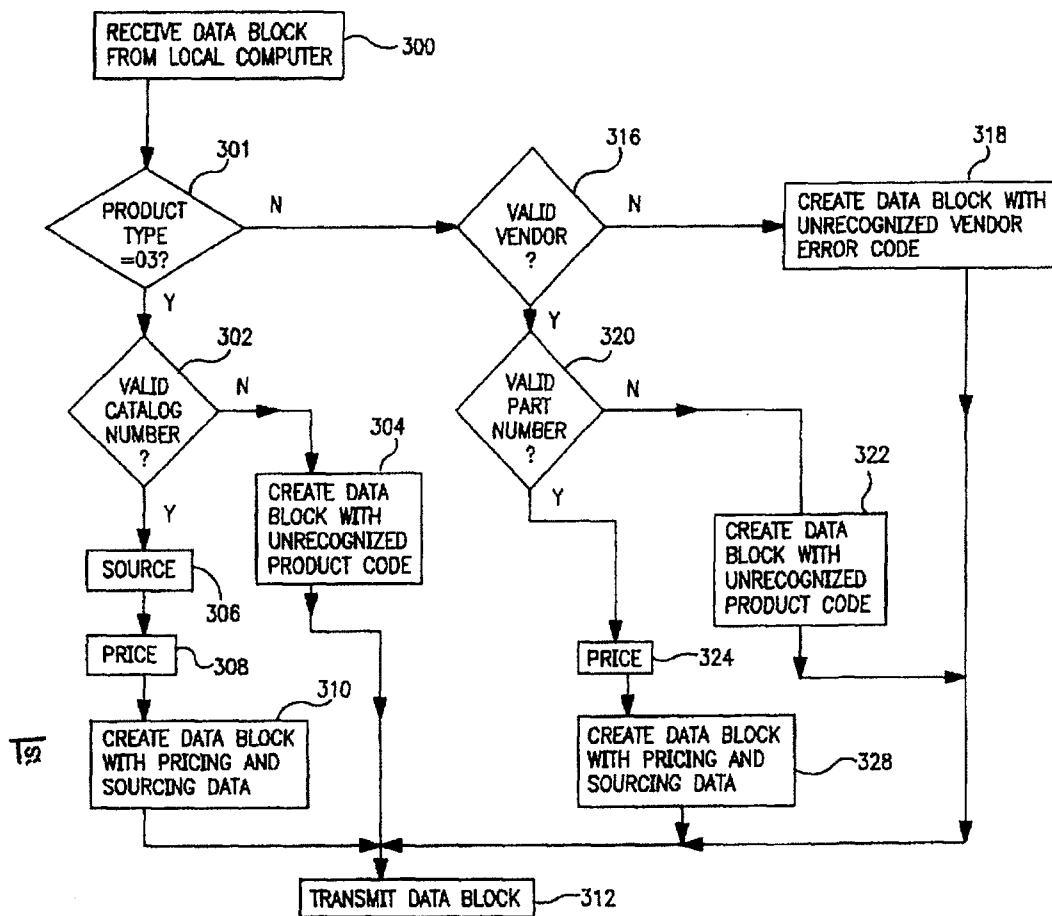 RECEIVE DATA BLOCK
FROM LOCAL COMPUTER
300
301
PRODUCT
TYPE
=03?
N
Y
316
VALID
VENDOR
?
N
Y
318
CREATE DATA BLOCK WITH
UNRECOGNIZED VENDOR
ERROR CODE
302
VALID
CATALOG
NUMBER
?
N
Y
304
CREATE DATA
BLOCK WITH
UNRECOGNIZED
PRODUCT CODE
320
VALID
PART
NUMBER
?
N
Y
322
CREATE DATA
BLOCK WITH
UNRECOGNIZED
PRODUCT CODE
SOURCE
306
PRICE
308
PRICE
324
310
CREATE DATA BLOCK
WITH PRICING AND
SOURCING DATA
CREATE DATA BLOCK
WITH PRICING AND
SOURCING DATA
328
TRANSMIT DATA BLOCK
312